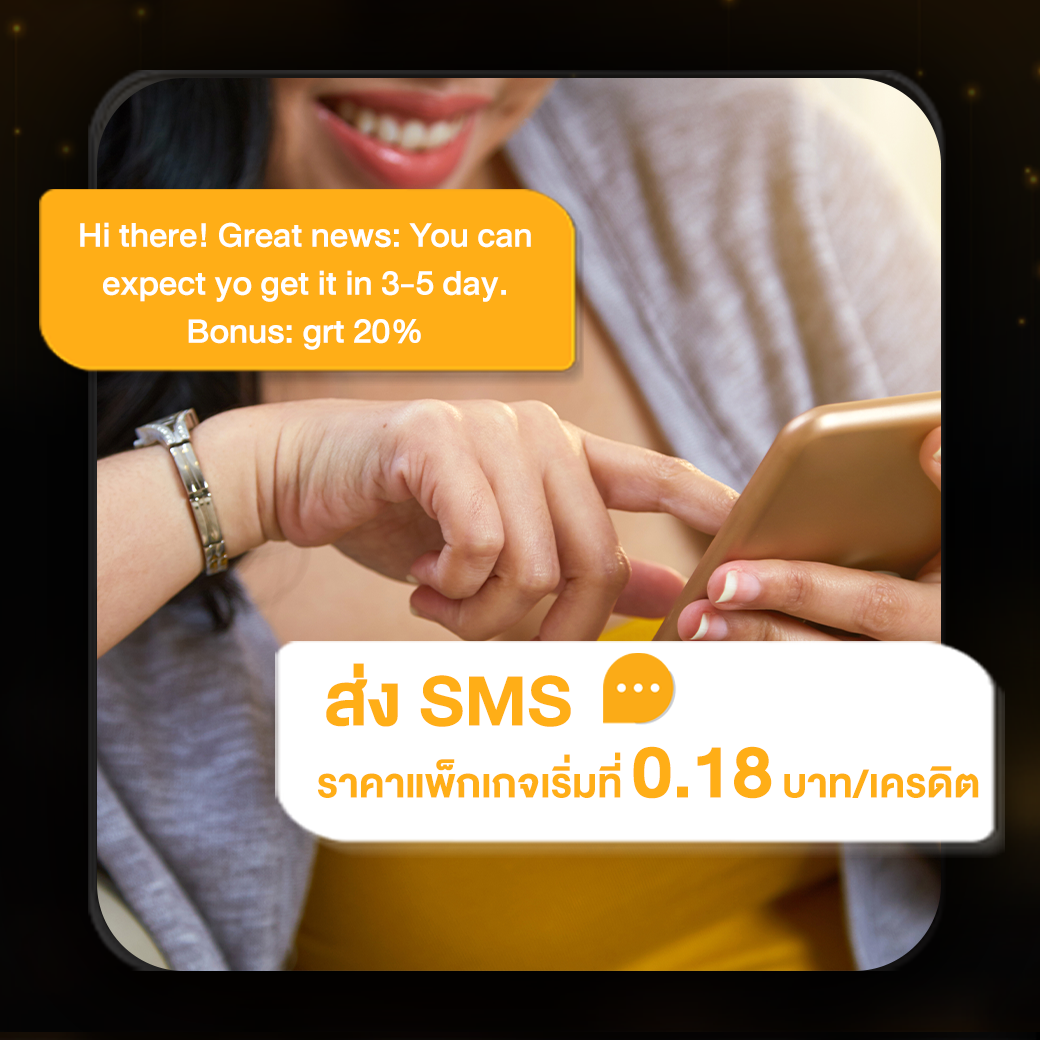 Hi there! Great news: You can
expect yo get it in 3-5 day.
Bonus: grt 20%
ส่ง SMS
ราคาแพ็กเกจเริ่มที่ 0.18 บาท/เครดิต